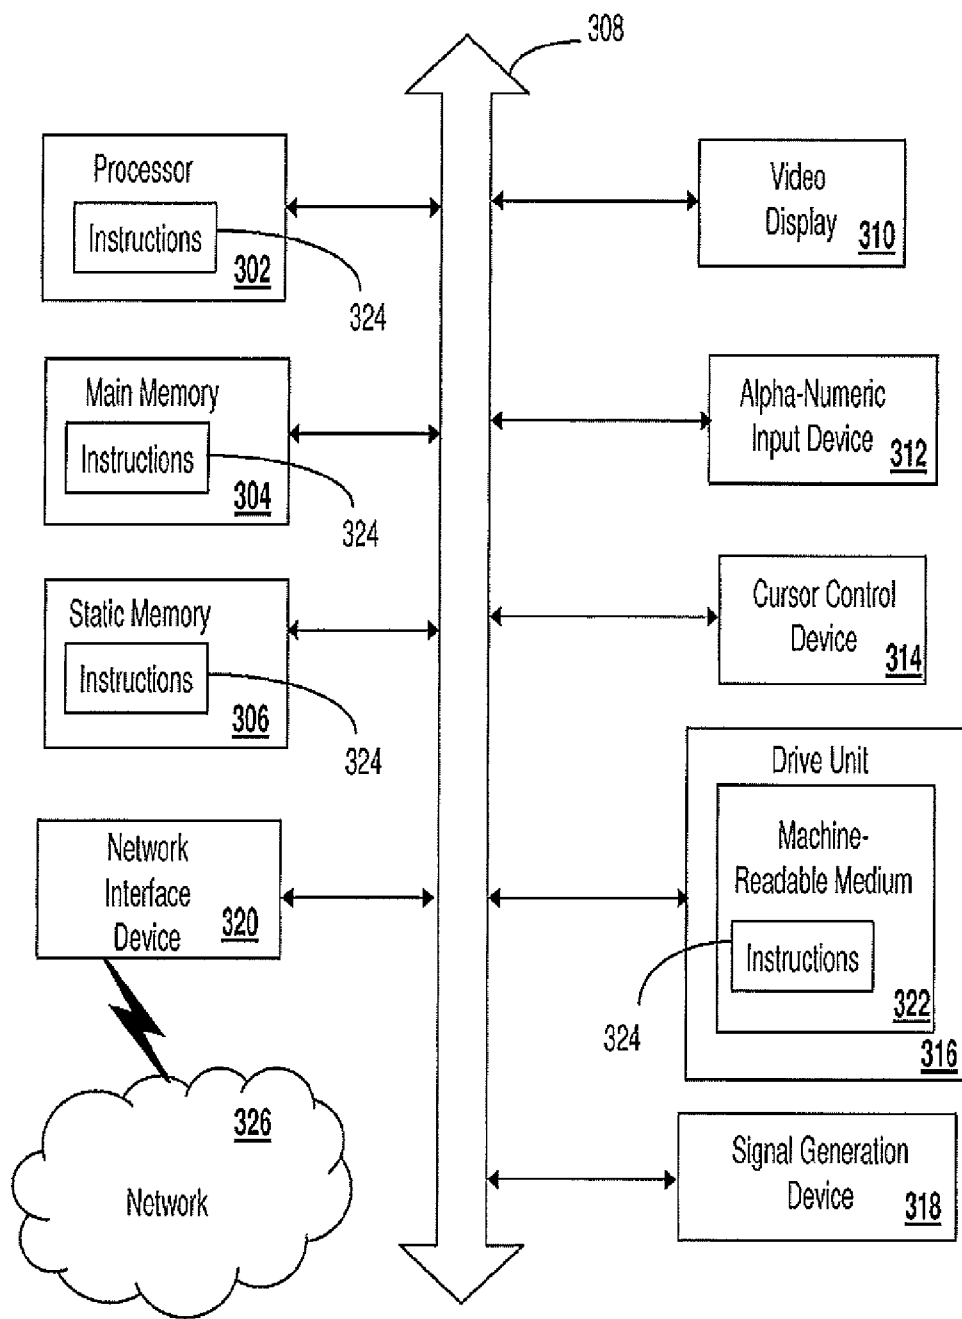 308
Processor
Instructions
302
324
Main Memory
Instructions
304
324
Static Memory
Instructions
306
324
Network
Interface
Device
320
326
Network
Video
Display
310
Alpha-Numeric
Input Device
312
Cursor Control
Device
314
Drive Unit
Machine-
Readable Medium
Instructions
322
324
316
Signal Generation
Device
318